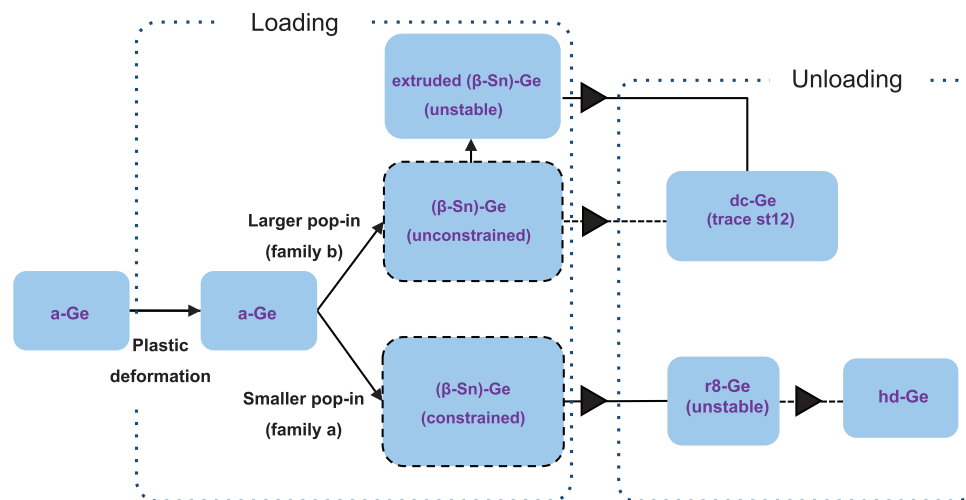 Loading
Unloading
extruded (β-Sn)-Ge
(unstable)
(β-Sn)-Ge
(unconstrained)
dc-Ge
(trace st12)
Larger pop-in
(family b)
a-Ge
Plastic
deformation
a-Ge
Smaller pop-in
(family a)
(β-Sn)-Ge
(constrained)
r8-Ge
(unstable)
hd-Ge